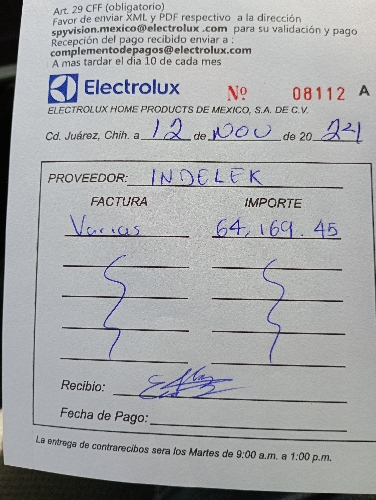 Art. 29 CFF (obligatorio)
Favor de enviar XML y PDF respectivo a la dirección
spyvision.mexico@electrolux .com para su validación y pago
Recepción del pago recibido enviar a :
complementodepagos@electrolux.com
A mas tardar el dia 10 de cada mes
Electrolux Nº 08112 A
ELECTROLUX HOME PRODUCTS DE MEXICO, S.A. DE C.V.
Cd. Juárez, Chih. a 12 de NOV de 20 24
PROVEEDOR: INDELEK
FACTURA IMPORTE
Varias 64,169.45
Recibio:
Fecha de Pago:
La entrega de contrarecibos sera los Martes de 9:00 a.m. a 1:00 p.m.